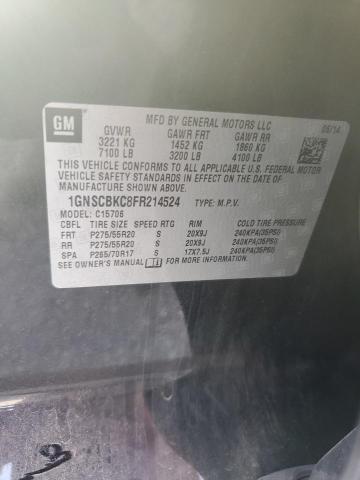 GM
MFD BY GENERAL MOTORS LLC
08/14
GVWR GAWR FRT GAWR RR
3221 KG 1452 KG 1860 KG
7100 LB 3200 LB 4100 LB
THIS VEHICLE CONFORMS TO ALL APPLICABLE U.S. FEDERAL MOTOR
VEHICLE SAFETY STANDARDS IN EFFECT ON THE DATE OF
MANUFACTURE SHOWN ABOVE.
1GNSCBKC8FR214524 TYPE: M.P.V.
MODEL: C15706
CBFL TIRE SIZE SPEED RTG RIM COLD TIRE PRESSURE
FRT P275/55R20 S 20X9J 240KPA(35PSI)
RR P275/55R20 S 20X9J 240KPA(35PSI)
SPA P265/70R17 S 17X7.5J 240KPA(35PSI)
SEE OWNER'S MANUAL FOR MORE INFORMATION.